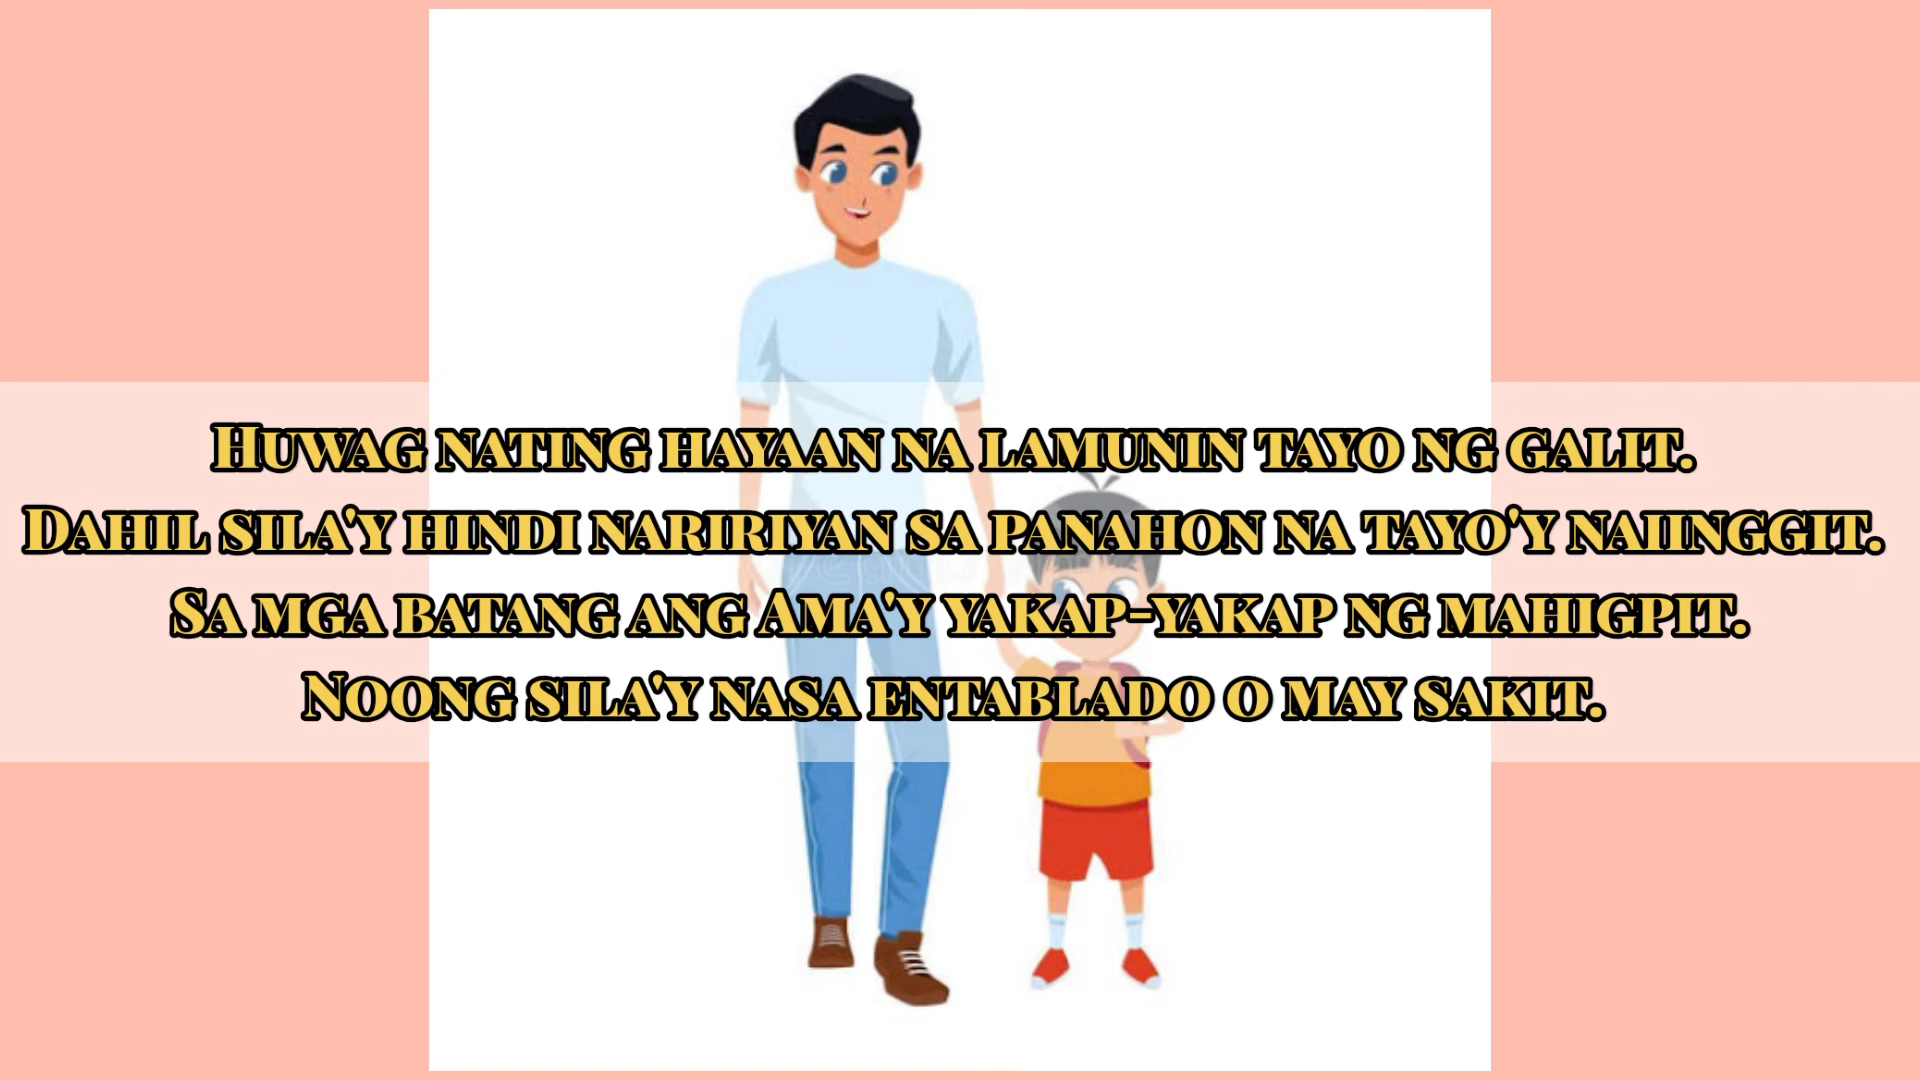 Huwag nating hayaan na lamunin tayo ng galit.
Dahil sila'y hindi naririyan sa panahon na tayo'y naiinggit.
Sa mga batang ang Ama'y yakap-yakap ng mahigpit.
Noong sila'y nasa entablado o may sakit.